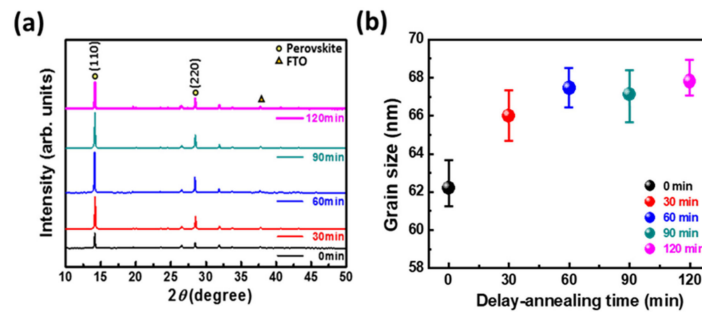 (a)
(110)
(220)
Perovskite
FTO
120min
90min
60min
30min
0min
Intensity (arb. units)
10 15 20 25 30 35 40 45 50
2θ(degree)
(b)
70
68
66
64
62
60
58
Grain size (nm)
0 min
30 min
60 min
90 min
120 min
0 30 60 90 120
Delay-annealing time (min)